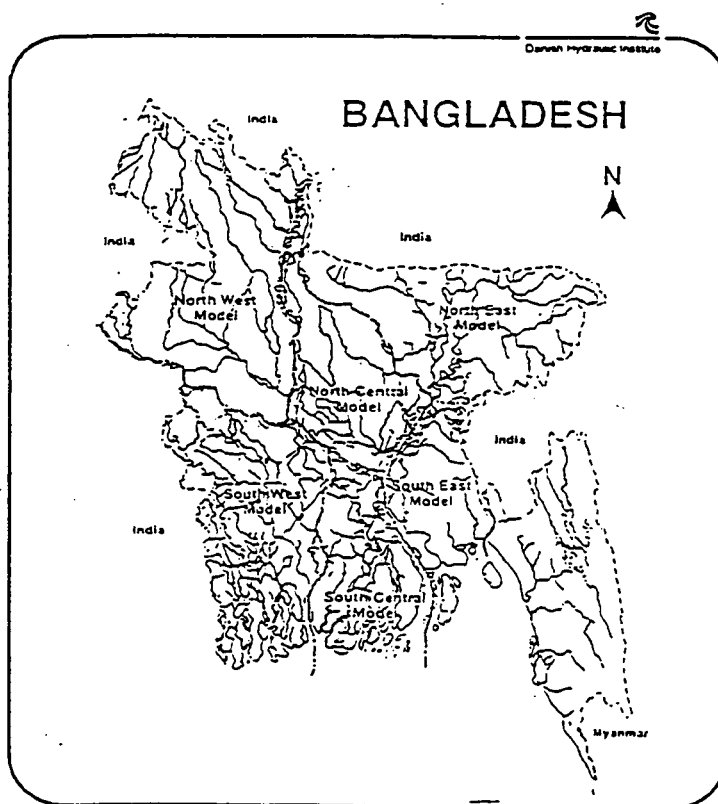 Danish Hydraulic Institute
BANGLADESH
India
N
India
India
North West
Model
North East
Model
North Central
Model
India
South West
Model
South East
Model
India
South Central
Model
Myanmar